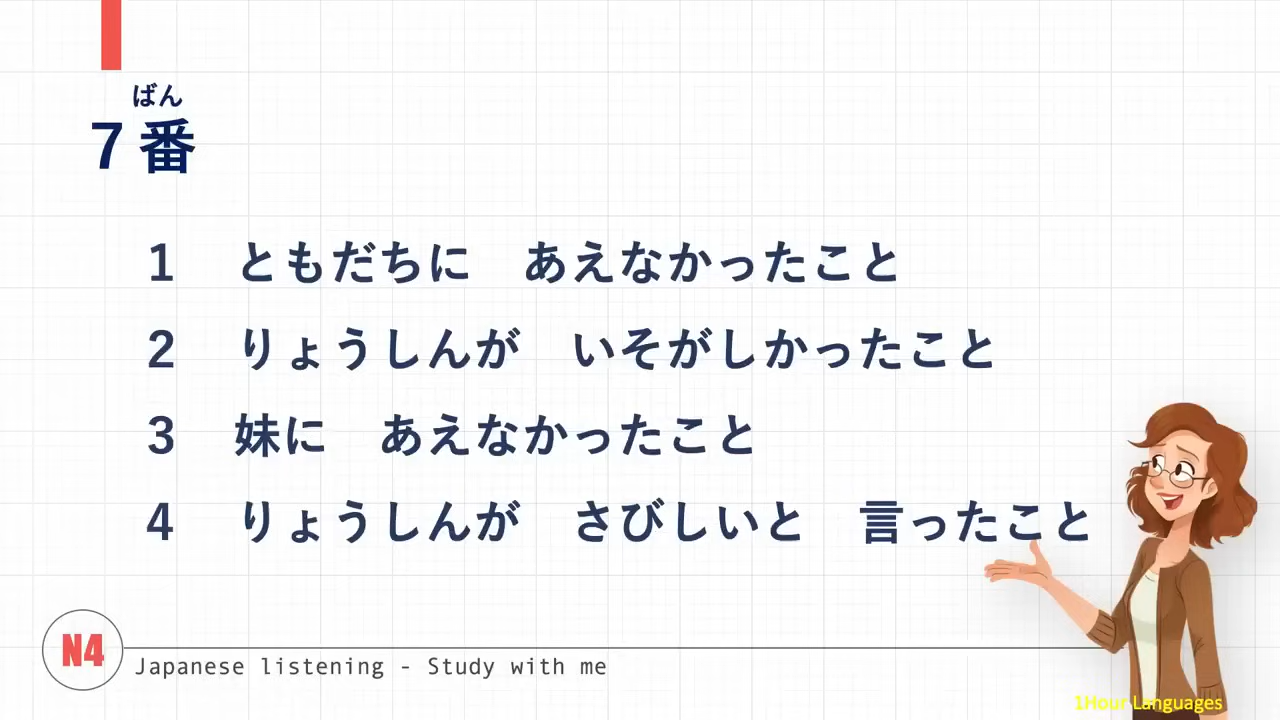 ばん
7番
1 ともだちに あえなかったこと
2 りょうしんが いそがしかったこと
3 妹に あえなかったこと
4 りょうしんが さびしいと 言ったこと
N4
Japanese listening - Study with me
1Hour Languages